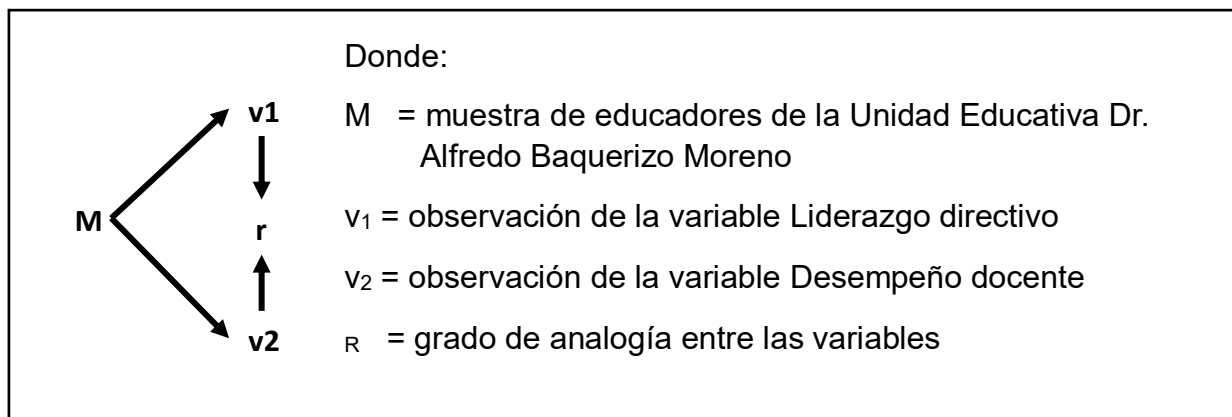 Donde:
v1
M = muestra de educadores de la Unidad Educativa Dr.
Alfredo Baquerizo Moreno
M
r
v₁ = observación de la variable Liderazgo directivo
v₂ = observación de la variable Desempeño docente
v2
R = grado de analogía entre las variables